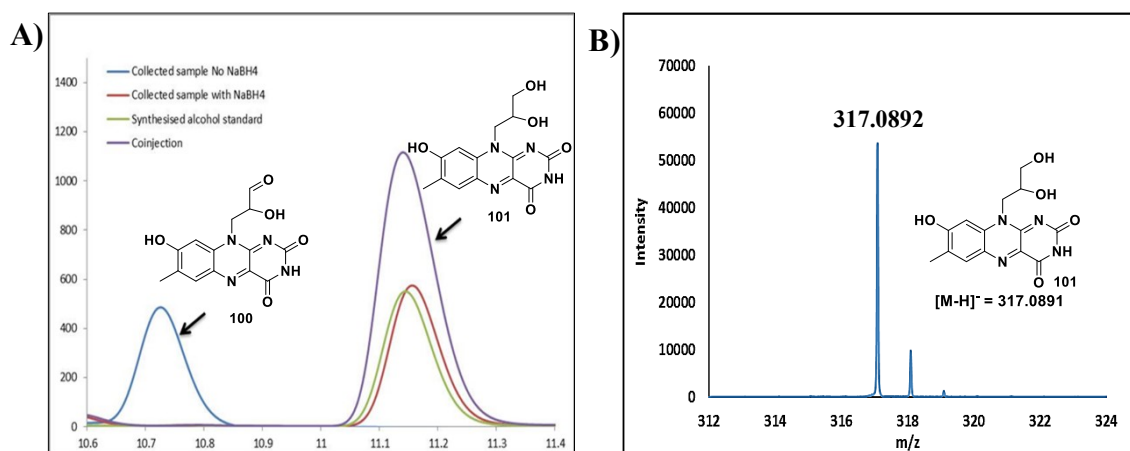 A)
1400
1200
1000
800
600
400
200
0
10.6 10.7 10.8 10.9 11 11.1 11.2 11.3 11.4
Collected sample No NaBH4
Collected sample with NaBH4
Synthesised alcohol standard
Coinjection
O
OH
HO N N O
N NH
O
100
OH
OH
HO N N O
N NH
O
101
B)
70000
60000
50000
40000
30000
20000
10000
0
Intensity
312 314 316 318 320 322 324
m/z
317.0892
OH
OH
HO N N O
N NH
O
101
[M-H]⁻ = 317.0891